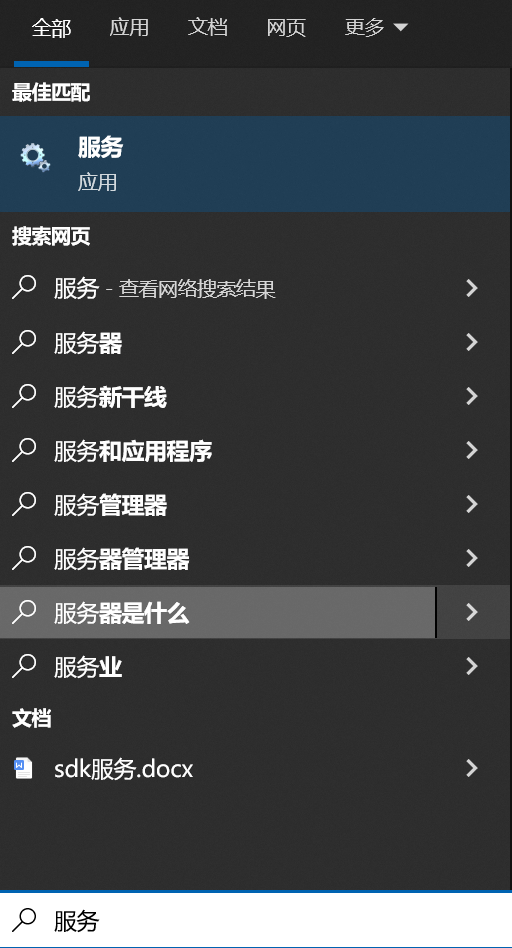 全部 应用 文档 网页 更多
最佳匹配
服务
应用
搜索网页
服务 - 查看网络搜索结果
服务器
服务新干线
服务和应用程序
服务管理器
服务器管理器
服务器是什么
服务业
文档
sdk服务.docx
服务